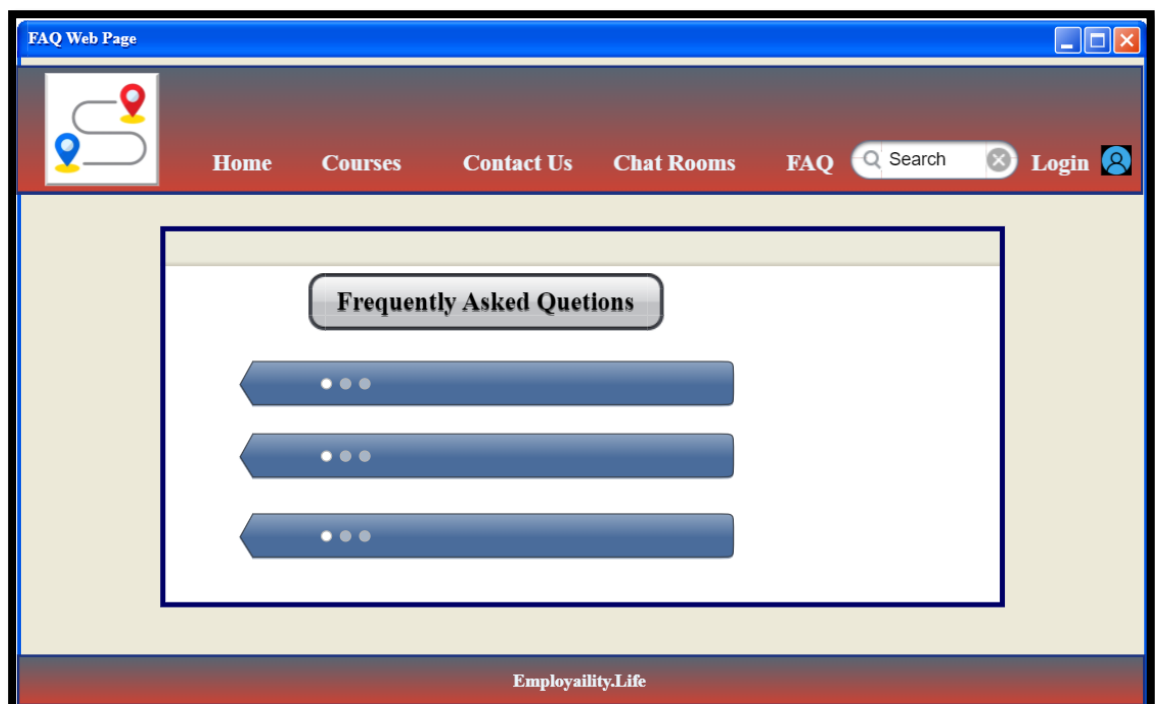 FAQ Web Page
Home Courses Contact Us Chat Rooms FAQ Search Login
Frequently Asked Quetions
Employaility.Life